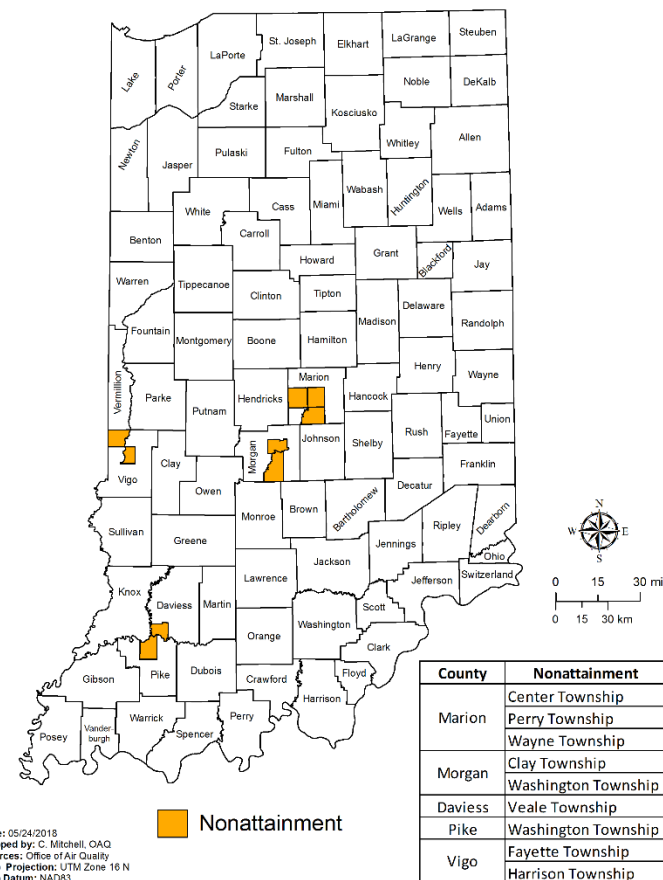 St. Joseph
Elkhart
LaGrange
Steuben
LaPorte
Lake
Porter
Noble
DeKalb
Starke
Marshall
Kosciusko
Whitley
Allen
Newton
Jasper
Pulaski
Fulton
Wabash
Huntington
Miami
Wells
Adams
White
Cass
Carroll
Benton
Grant
Blackford
Jay
Howard
Warren
Tippecanoe
Clinton
Tipton
Madison
Delaware
Randolph
Fountain
Montgomery
Boone
Hamilton
Henry
Wayne
Vermillion
Parke
Putnam
Hendricks
Marion
Hancock
Rush
Fayette
Union
Morgan
Johnson
Shelby
Franklin
Vigo
Clay
Owen
Decatur
Monroe
Brown
Bartholomew
Dearborn
Ripley
Sullivan
Greene
Jennings
Ohio
Jackson
Switzerland
Jefferson
Knox
Daviess
Martin
Lawrence
Scott
Washington
Orange
Clark
Gibson
Pike
Dubois
Crawford
Floyd
Harrison
Posey
Vander-
burgh
Warrick
Spencer
Perry
N
W E
S
0 15 30 mi
0 15 30 km
County Nonattainment
Marion
Center Township
Perry Township
Wayne Township
Morgan
Clay Township
Washington Township
Daviess Veale Township
Pike Washington Township
Vigo
Fayette Township
Harrison Township
Nonattainment
e: 05/24/2018
pped by: C. Mitchell, OAQ
rces: Office of Air Quality
Projection: UTM Zone 16 N
Datum: NAD83